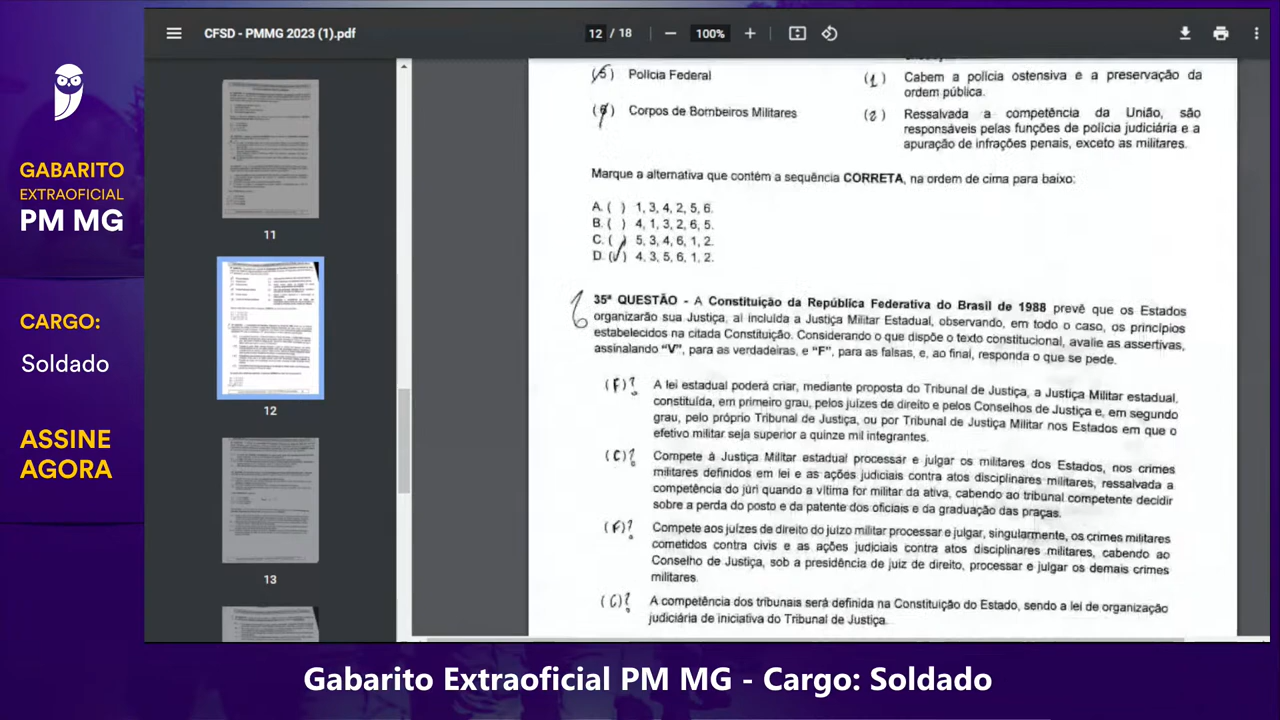 CFSD - PMMG 2023 (1).pdf
12 / 18
100%
GABARITO
EXTRAOFICIAL
PM MG
CARGO:
Soldado
ASSINE
AGORA
11
12
13
(5) Polícia Federal
( ) Corpos de Bombeiros Militares
(1) Cabem a polícia ostensiva e a preservação da
ordem pública.
(2) Ressalvada a competência da União, são
responsáveis pelas funções de polícia judiciária e a
apuração de infrações penais, exceto as militares.
Marque a alternativa que contém a sequência CORRETA, na ordem de cima para baixo:
A. ( ) 1, 3, 4, 2, 5, 6.
B. ( ) 4, 1, 3, 2, 6, 5.
C. ( ) 5, 3, 4, 6, 1, 2.
D. ( ) 4, 3, 5, 6, 1, 2.
35ª QUESTÃO - A Constituição da República Federativa do Brasil de 1988 prevê que os Estados
organizarão sua Justiça, aí incluída a Justiça Militar Estadual, observando, em todo o caso, os princípios
estabelecidos na citada Constituição. Considerando o que dispõe o texto constitucional, avalie as assertivas,
assinalando “V”, para as verdadeiras, e “F”, para as falsas, e, ao final, responda o que se pede.
(F)? A lei estadual poderá criar, mediante proposta do Tribunal de Justiça, a Justiça Militar estadual,
constituída, em primeiro grau, pelos juízes de direito e pelos Conselhos de Justiça e, em segundo
grau, pelo próprio Tribunal de Justiça, ou por Tribunal de Justiça Militar nos Estados em que o
efetivo militar seja superior a quinze mil integrantes.
(C)? Compete à Justiça Militar estadual processar e julgar os militares dos Estados, nos crimes
militares definidos em lei e as ações judiciais contra atos disciplinares militares, ressalvada a
competência do júri quando a vítima for militar da ativa, cabendo ao tribunal competente decidir
sobre a perda do posto e da patente dos oficiais e da graduação das praças.
(F)? Compete aos juízes de direito do juízo militar processar e julgar, singularmente, os crimes militares
cometidos contra civis e as ações judiciais contra atos disciplinares militares, cabendo ao
Conselho de Justiça, sob a presidência de juiz de direito, processar e julgar os demais crimes
militares.
(C)? A competência dos tribunais será definida na Constituição do Estado, sendo a lei de organização
judiciária de iniciativa do Tribunal de Justiça.
Gabarito Extraoficial PM MG - Cargo: Soldado